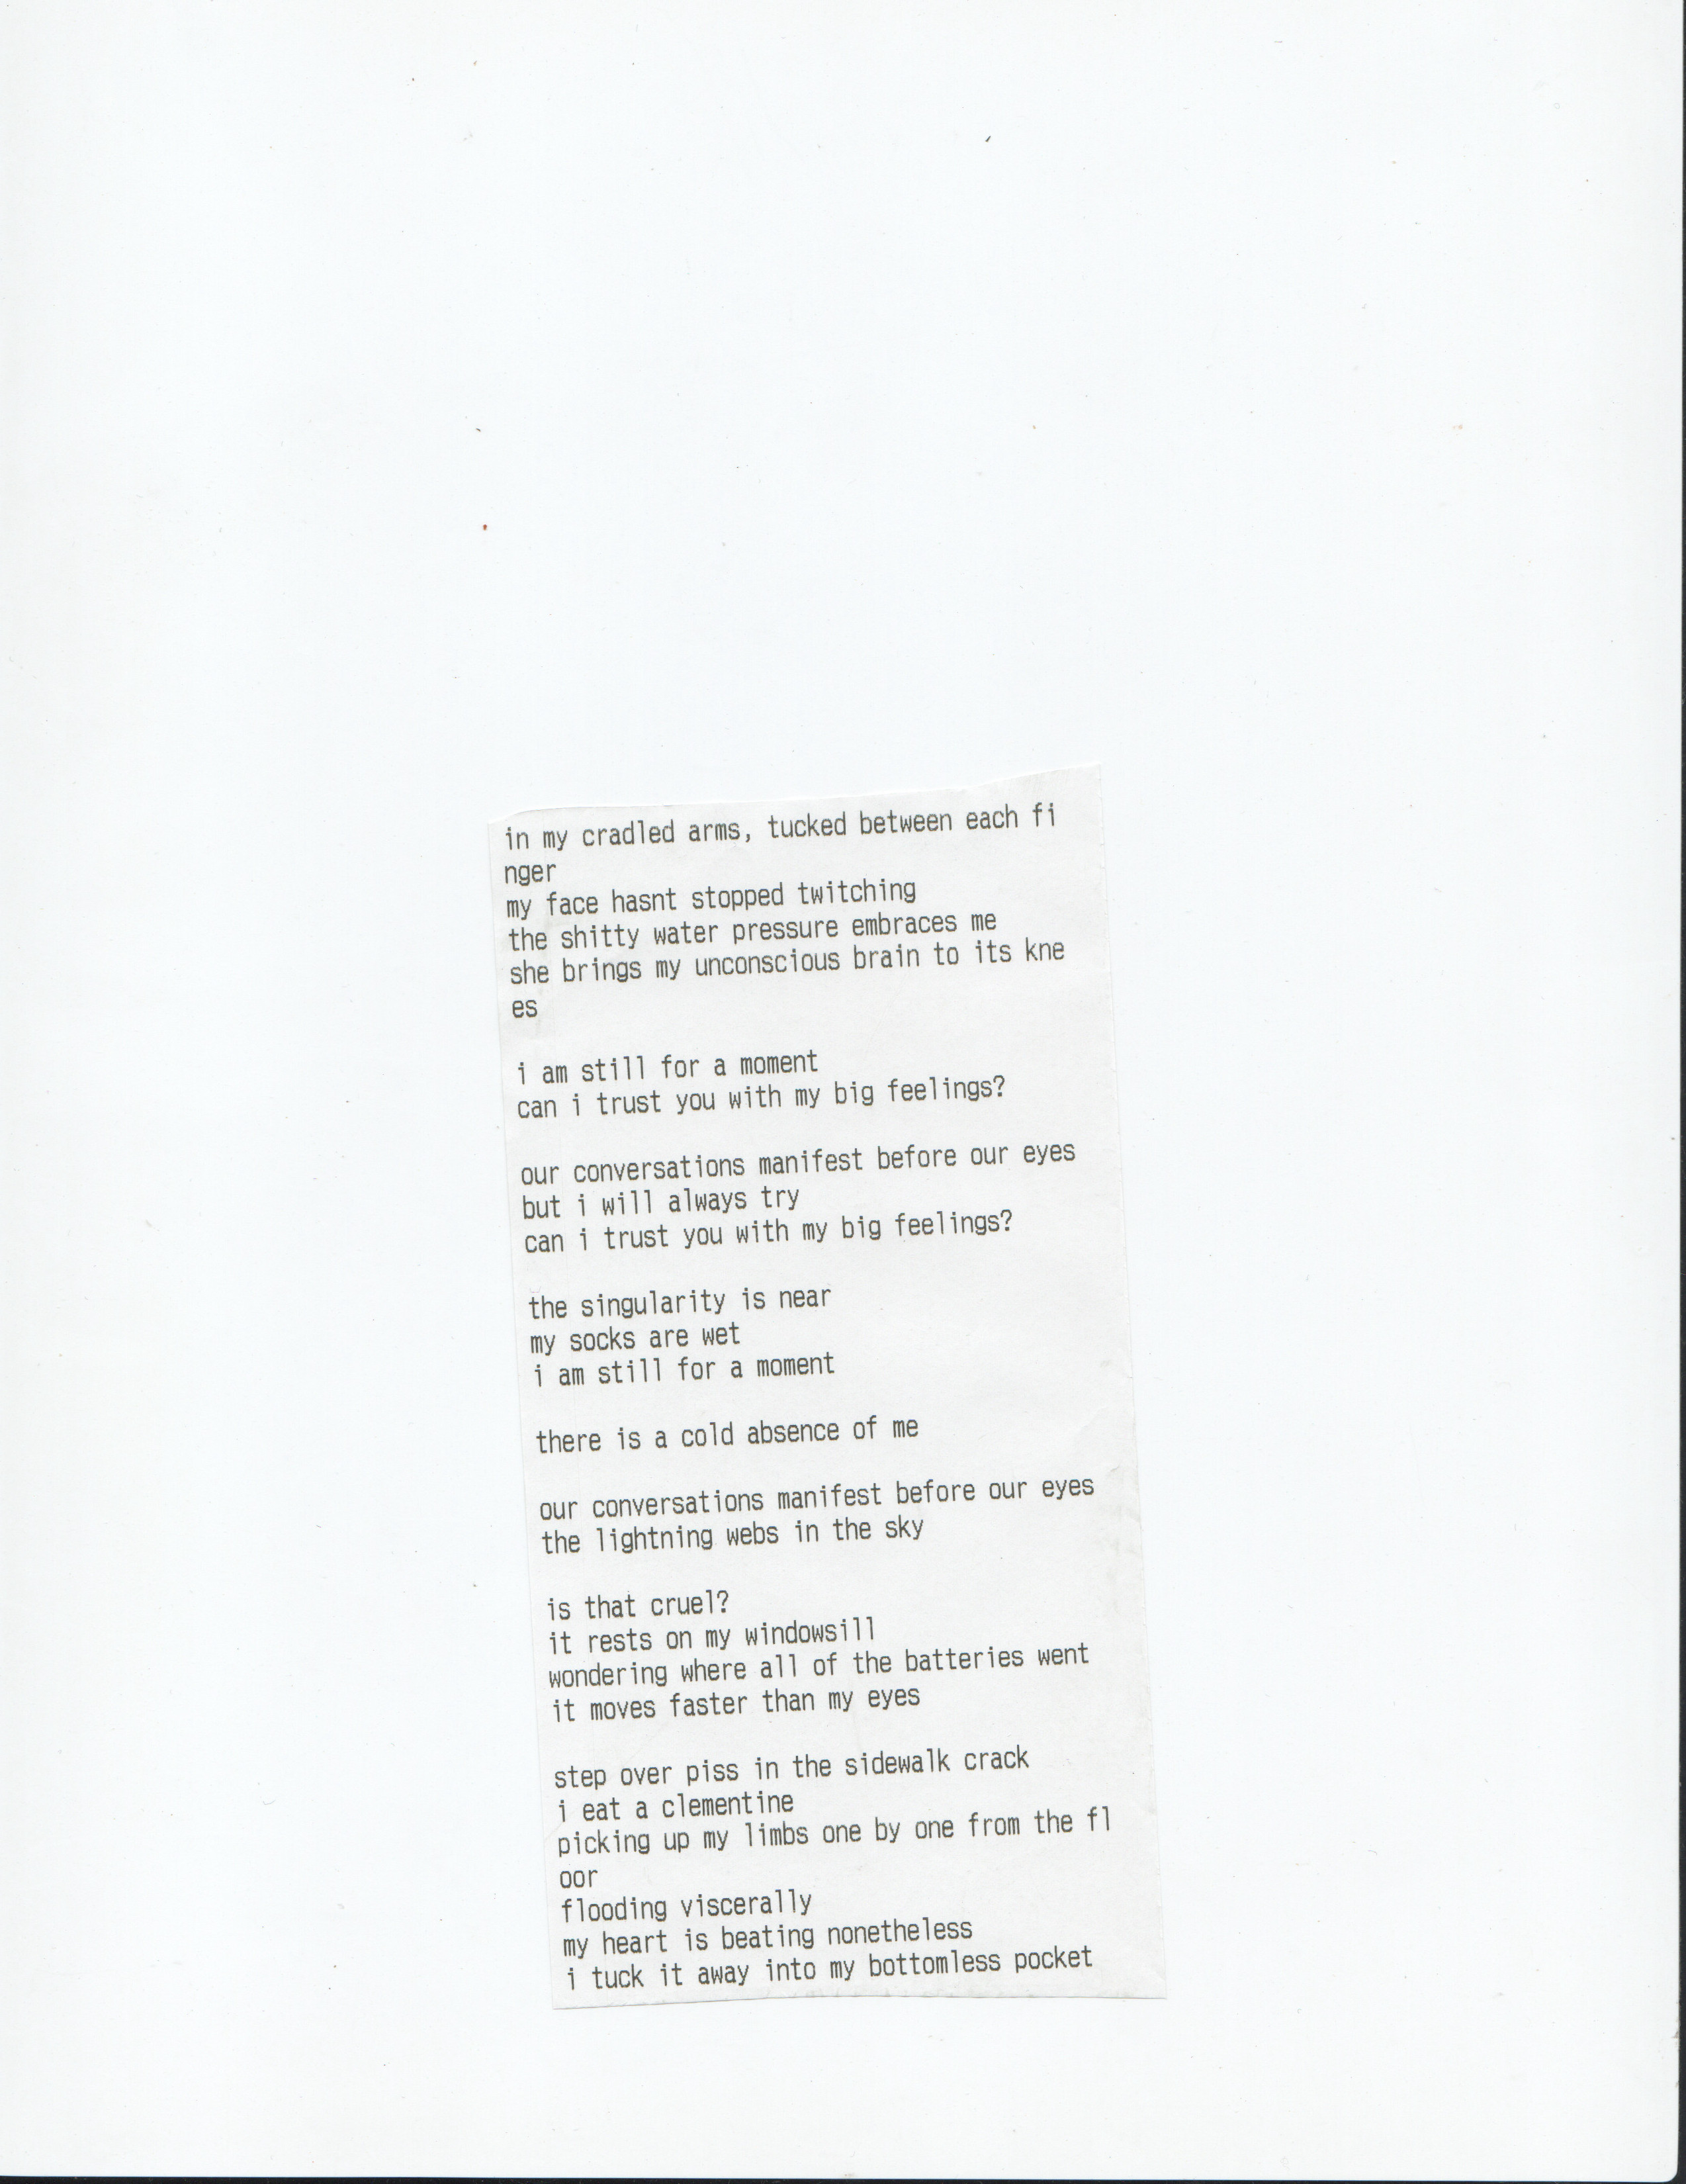 in my cradled arms, tucked between each fi
nger
my face hasnt stopped twitching
the shitty water pressure embraces me
she brings my unconscious brain to its kne
es
i am still for a moment
can i trust you with my big feelings?
our conversations manifest before our eyes
but i will always try
can i trust you with my big feelings?
the singularity is near
my socks are wet
i am still for a moment
there is a cold absence of me
our conversations manifest before our eyes
the lightning webs in the sky
is that cruel?
it rests on my windowsill
wondering where all of the batteries went
it moves faster than my eyes
step over piss in the sidewalk crack
i eat a clementine
picking up my limbs one by one from the fl
oor
flooding viscerally
my heart is beating nonetheless
i tuck it away into my bottomless pocket